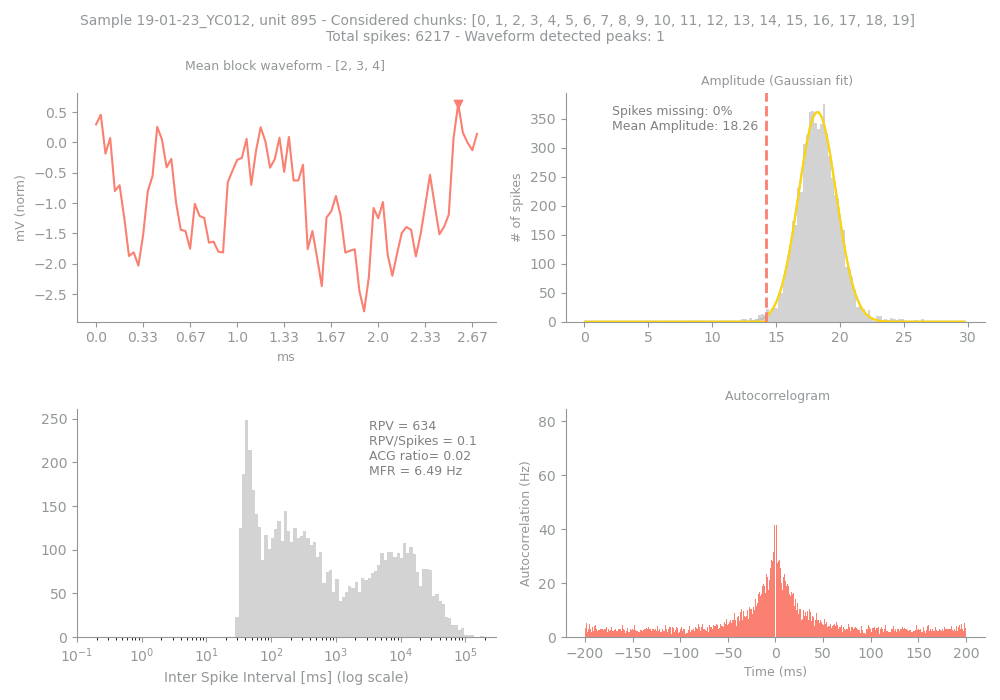 Sample 19-01-23_YC012, unit 895 - Considered chunks: [0, 1, 2, 3, 4, 5, 6, 7, 8, 9, 10, 11, 12, 13, 14, 15, 16, 17, 18, 19]
Total spikes: 6217 - Waveform detected peaks: 1
Mean block waveform - [2, 3, 4]
mV (norm)
0.5
0.0
−0.5
−1.0
−1.5
−2.0
−2.5
0.0 0.33 0.67 1.0 1.33 1.67 2.0 2.33 2.67
ms
Amplitude (Gaussian fit)
Spikes missing: 0%
Mean Amplitude: 18.26
# of spikes
350
300
250
200
150
100
50
0
0 5 10 15 20 25 30
RPV = 634
RPV/Spikes = 0.1
ACG ratio= 0.02
MFR = 6.49 Hz
250
200
150
100
50
0
10⁻¹ 10⁰ 10¹ 10² 10³ 10⁴ 10⁵
Inter Spike Interval [ms] (log scale)
Autocorrelogram
Autocorrelation (Hz)
80
60
40
20
0
−200 −150 −100 −50 0 50 100 150 200
Time (ms)